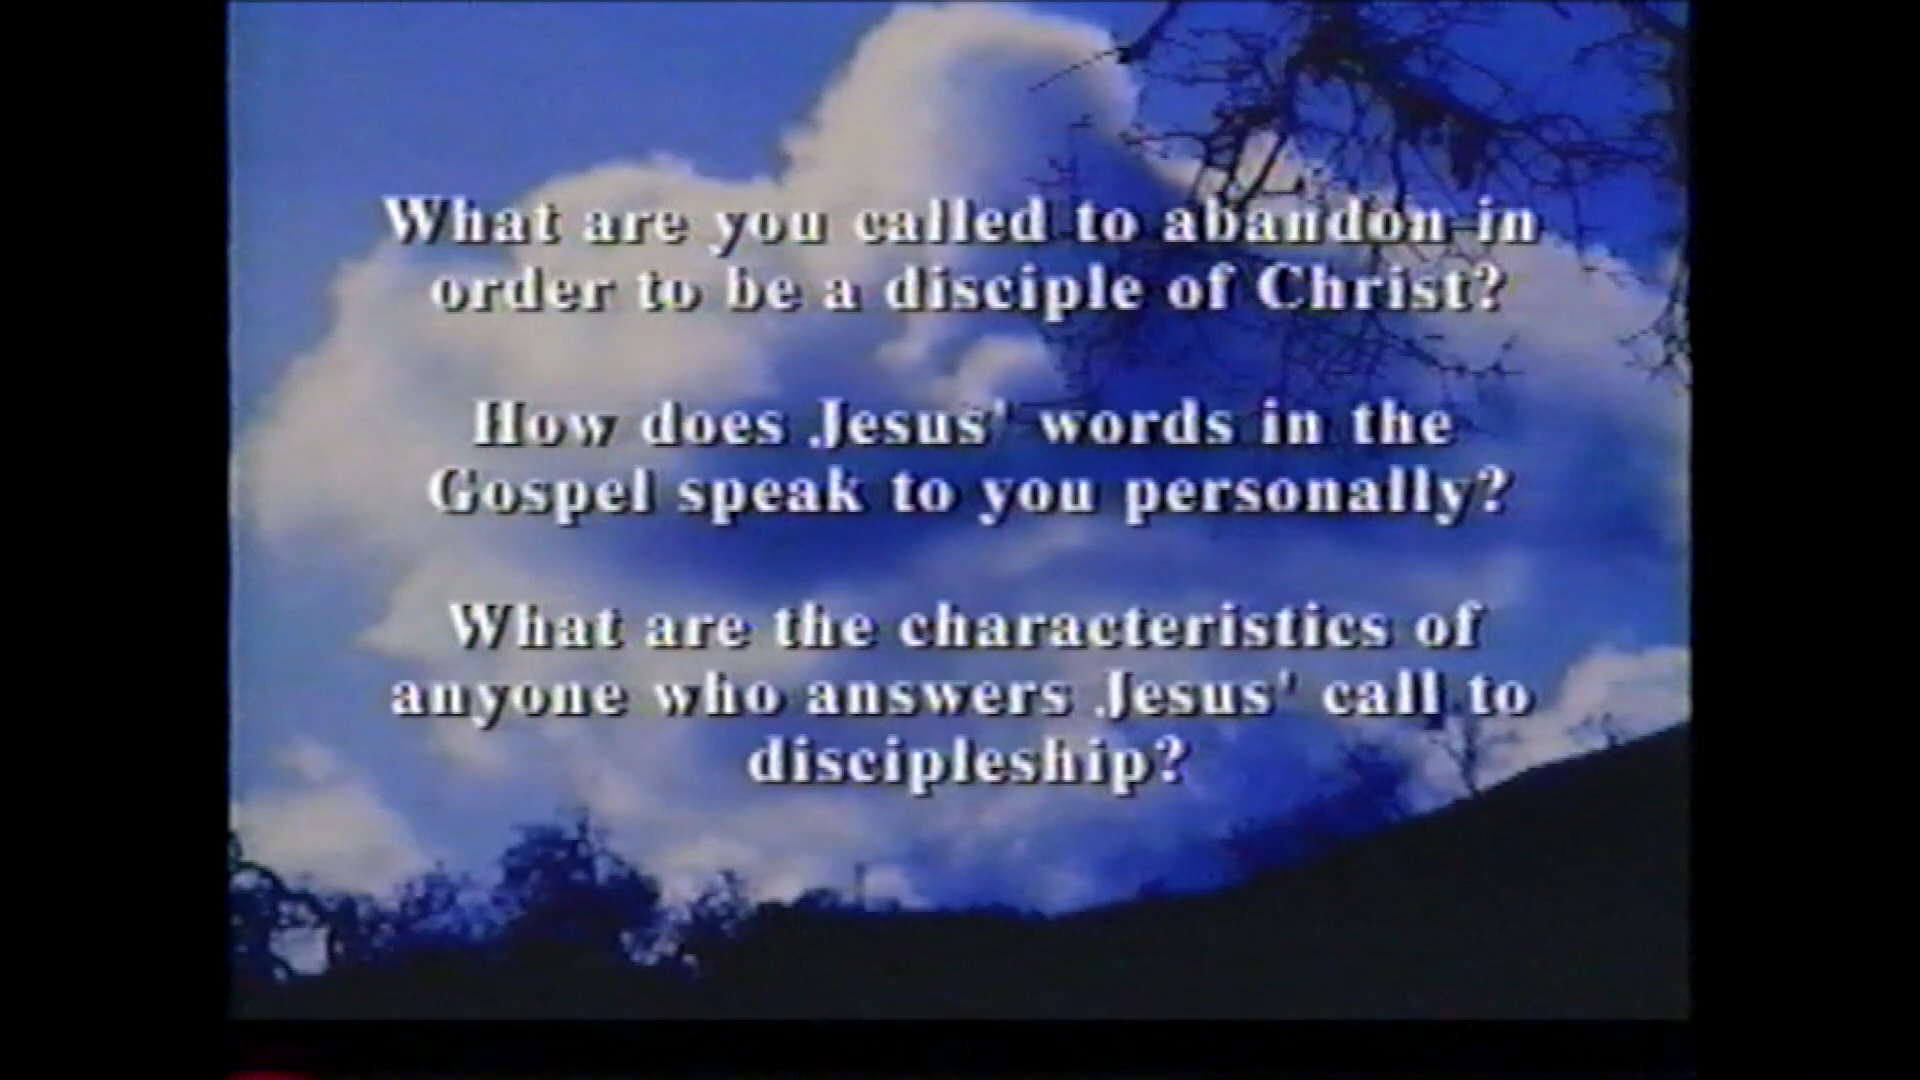 What are you called to abandon in
order to be a disciple of Christ?
How does Jesus' words in the
Gospel speak to you personally?
What are the characteristics of
anyone who answers Jesus' call to
discipleship?